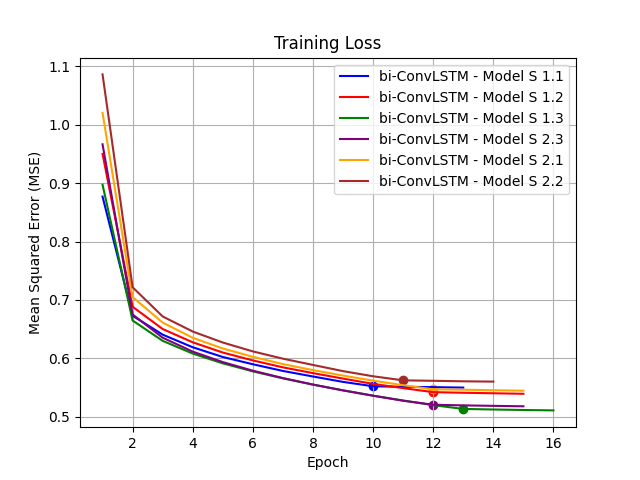 Training Loss
Mean Squared Error (MSE)
1.1
1.0
0.9
0.8
0.7
0.6
0.5
bi-ConvLSTM - Model S 1.1
bi-ConvLSTM - Model S 1.2
bi-ConvLSTM - Model S 1.3
bi-ConvLSTM - Model S 2.3
bi-ConvLSTM - Model S 2.1
bi-ConvLSTM - Model S 2.2
2 4 6 8 10 12 14 16
Epoch